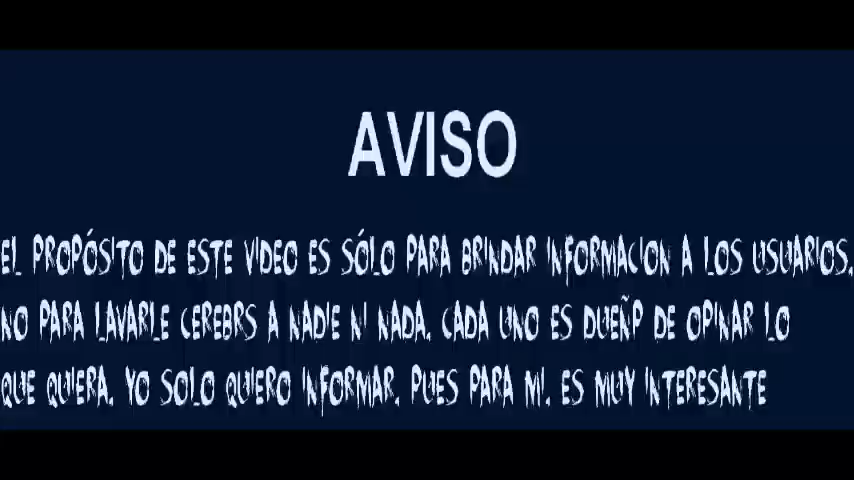 AVISO
EL PROPÓSITO DE ESTE VIDEO ES SÓLO PARA BRINDAR INFORMACION A LOS USUARIOS.
NO PARA LAVARLE CEREBRS A NADIE NI NADA. CADA UNO ES DUEÑP DE OPINAR LO
QUE QUIERA. YO SOLO QUIERO INFORMAR. PUES PARA MI. ES MUY INTERESANTE